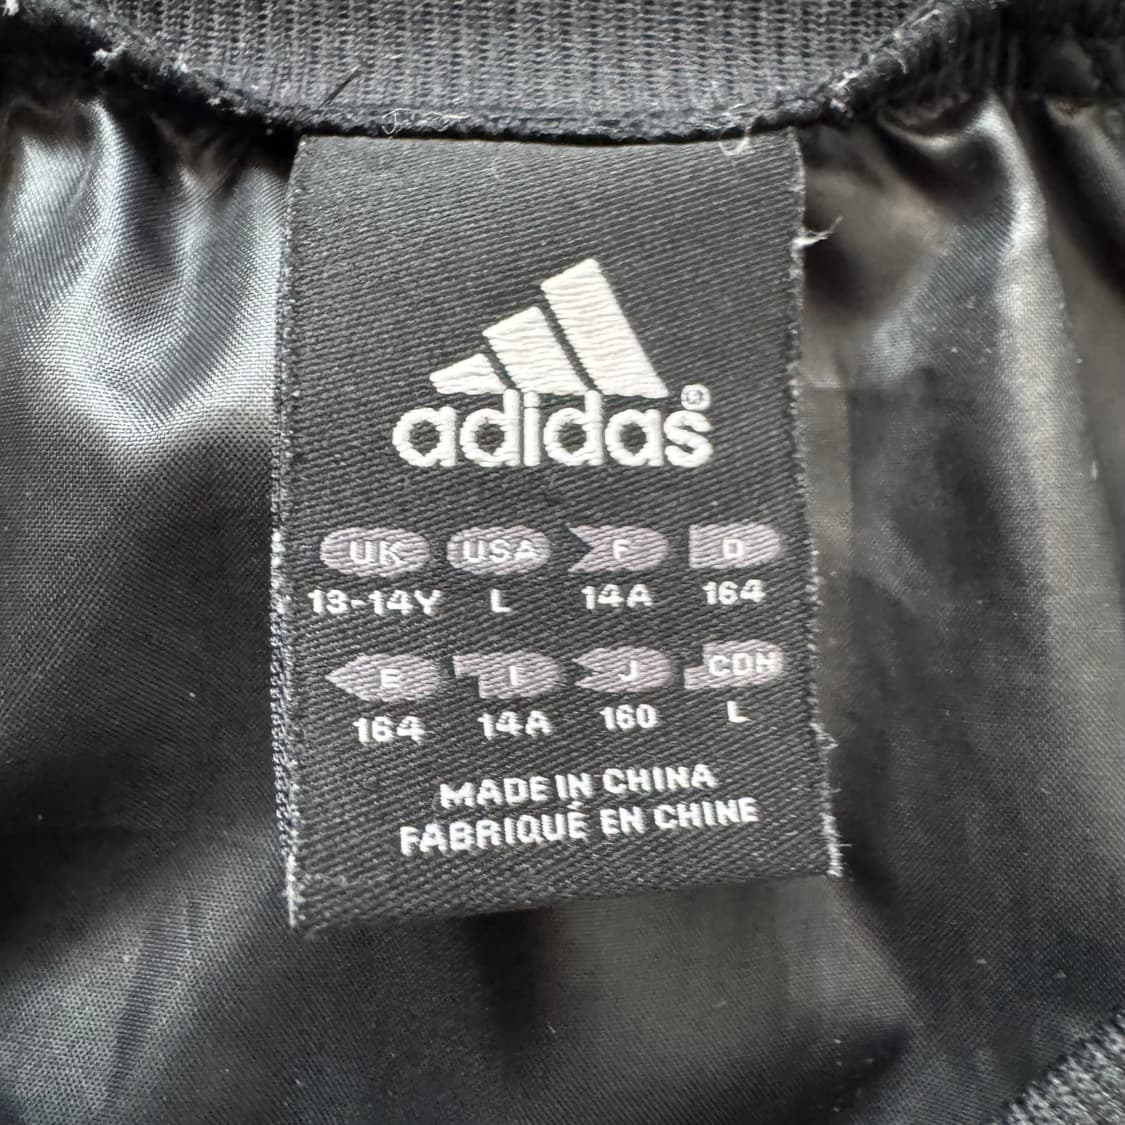 adidas®
UK USA F D
13-14Y L 14A 164
E I J CDN
164 14A 160 L
MADE IN CHINA
FABRIQUÉ EN CHINE